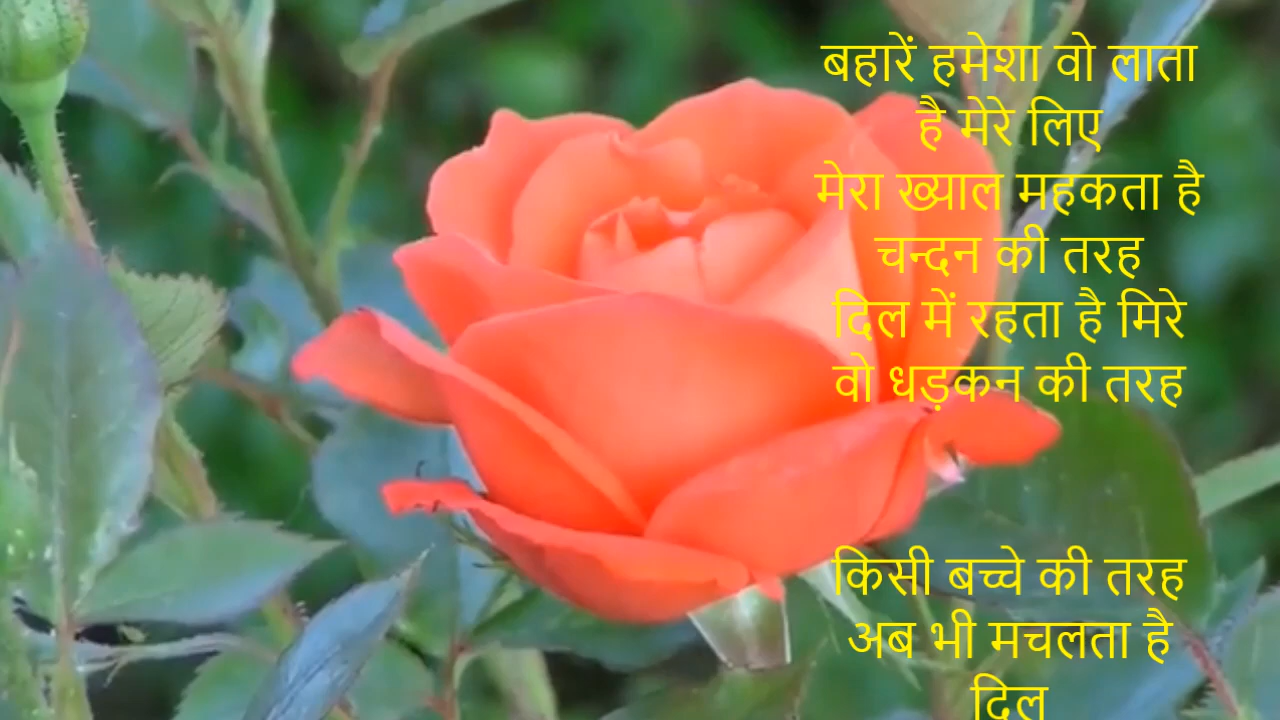 बहारें हमेशा वो लाता
है मेरे लिए
मेरा ख्याल महकता है
चन्दन की तरह
दिल में रहता है मिरे
वो धड़कन की तरह
किसी बच्चे की तरह
अब भी मचलता है
दिल